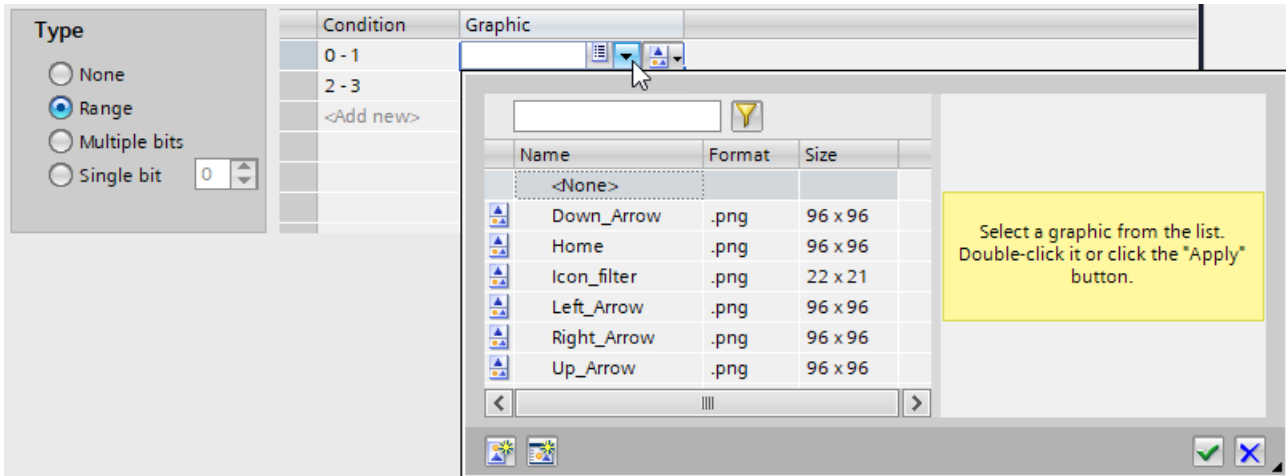 Type
None
Range
Multiple bits
Single bit 0
Condition Graphic
0 - 1
2 - 3
<Add new>
Name Format Size
<None>
Down_Arrow .png 96 x 96
Home .png 96 x 96
Icon_filter .png 22 x 21
Left_Arrow .png 96 x 96
Right_Arrow .png 96 x 96
Up_Arrow .png 96 x 96
Select a graphic from the list.
Double-click it or click the "Apply"
button.